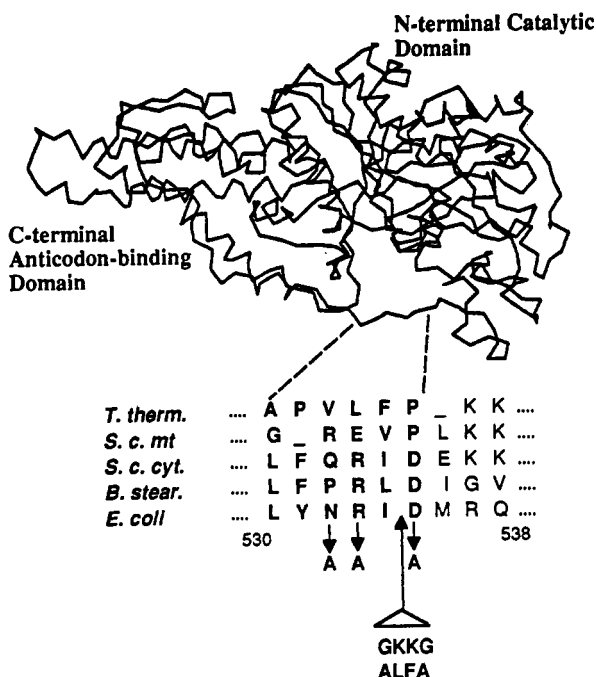 N-terminal Catalytic
Domain
C-terminal
Anticodon-binding
Domain
T. therm. .... A P V L F P _ K K ....
S. c. mt .... G _ R E V P L K K ....
S. c. cyt. .... L F Q R I D E K K ....
B. stear. .... L F P R L D I G V ....
E. coli .... L Y N R I D M R Q ....
530 538
A A A
GKKG
ALFA